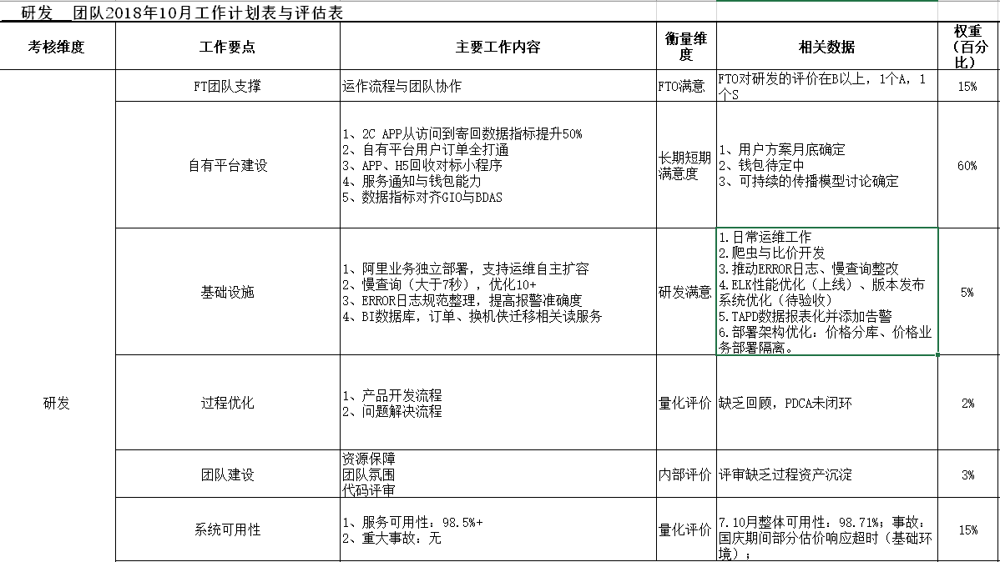 研发 团队2018年10月工作计划表与评估表
考核维度
工作要点
主要工作内容
衡量维
度
相关数据
权重
（百分
比）
FT团队支撑
运作流程与团队协作
FTO满意
FTO对研发的评价在B以上，1个A，1
个S
15%
自有平台建设
1、2C APP从访问到寄回数据指标提升50%
2、自有平台用户订单全打通
3、APP、H5回收对标小程序
4、服务通知与钱包能力
5、数据指标对齐GIO与BDAS
长期短期
满意度
1、用户方案月底确定
2、钱包待定中
3、可持续的传播模型讨论确定
60%
基础设施
1、阿里业务独立部署，支持运维自主扩容
2、慢查询（大于7秒），优化10+
3、ERROR日志规范整理，提高报警准确度
4、BI数据库，订单、换机侠迁移相关读服务
研发满意
1.日常运维工作
2.爬虫与比价开发
3.推动ERROR日志、慢查询整改
4.ELK性能优化（上线）、版本发布
系统优化（待验收）
5.TAPD数据报表化并添加告警
6.部署架构优化：价格分库、价格业
务部署隔离。
5%
研发
过程优化
1、产品开发流程
2、问题解决流程
量化评价
缺乏回顾，PDCA未闭环
2%
团队建设
资源保障
团队氛围
代码评审
内部评价
评审缺乏过程资产沉淀
3%
系统可用性
1、服务可用性：98.5%+
2、重大事故：无
量化评价
7.10月整体可用性：98.71%；事故：
国庆期间部分估价响应超时（基础环
境）；
15%